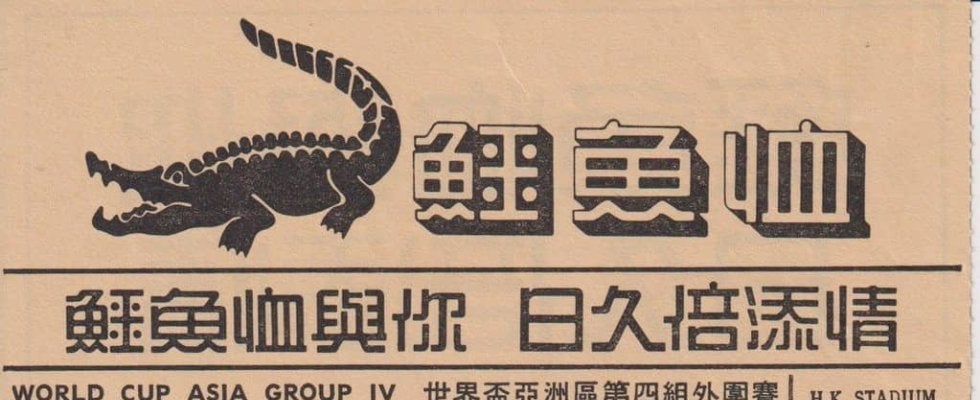 鱷魚恤
鱷魚恤與你 日久倍添情
WORLD CUP ASIA GROUP IV 世界盃亞洲區第四組外圍賽 H.K. STADIUM